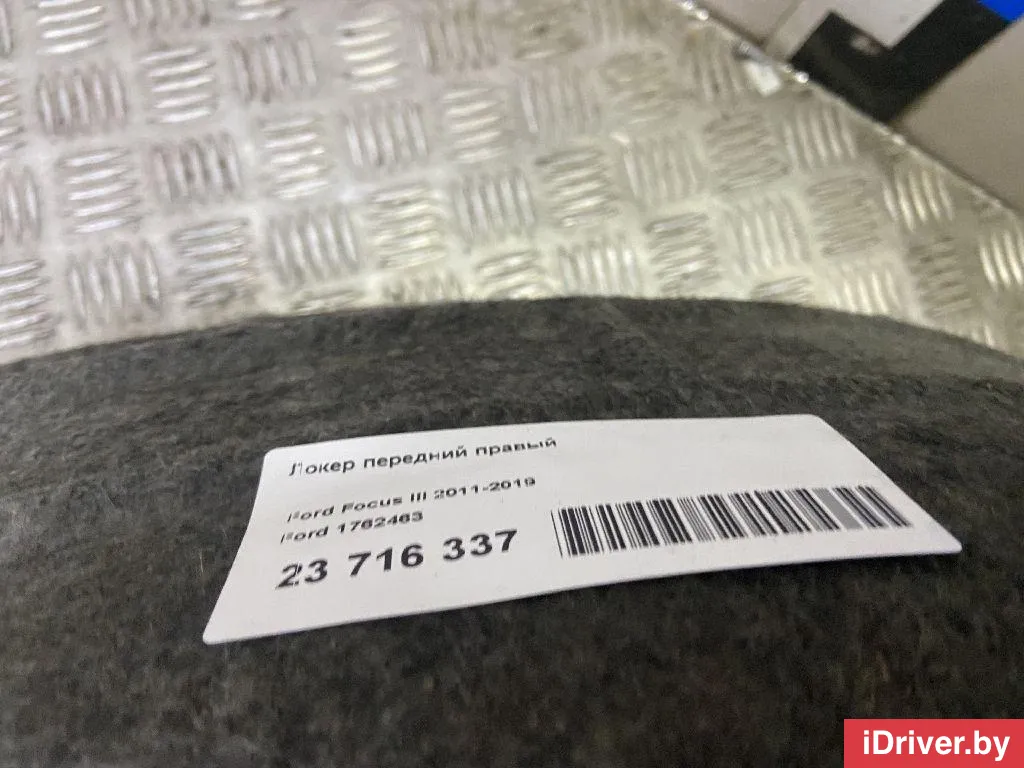 Локер передний правый
Ford Focus III 2011-2019
Ford 1762463
23 716 337
iDriver.by